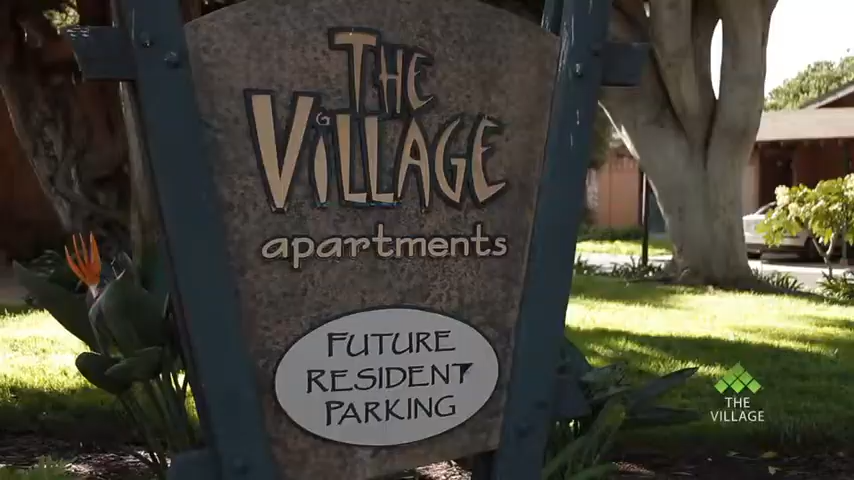 THE
ViLLAGE
apartments
FUTURE
RESIDENT
PARKING
THE
VILLAGE